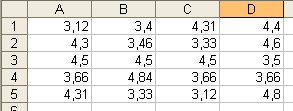 A B C D
1 3,12 3,4 4,31 4,4
2 4,3 3,46 3,33 4,6
3 4,5 4,5 4,5 3,5
4 3,66 4,84 3,66 3,66
5 4,31 3,33 3,12 4,8